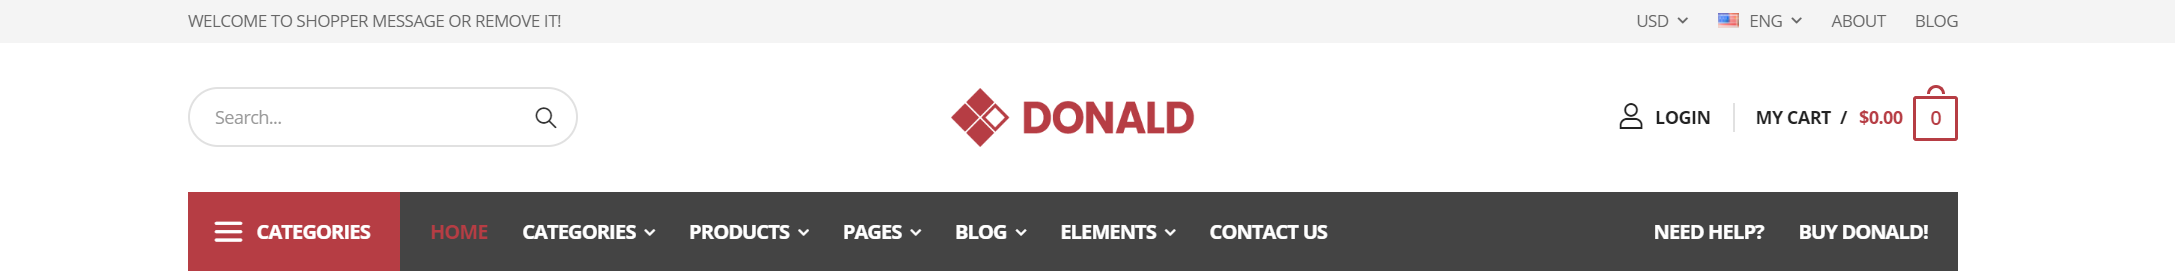 WELCOME TO SHOPPER MESSAGE OR REMOVE IT! USD ENG ABOUT BLOG
Search... DONALD LOGIN MY CART / $0.00 0
CATEGORIES HOME CATEGORIES PRODUCTS PAGES BLOG ELEMENTS CONTACT US NEED HELP? BUY DONALD!